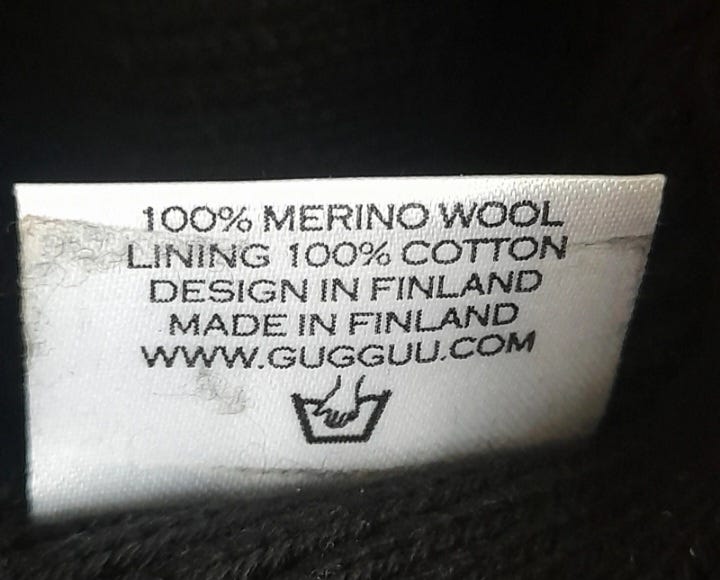 100% MERINO WOOL
LINING 100% COTTON
DESIGN IN FINLAND
MADE IN FINLAND
WWW.GUGGUU.COM